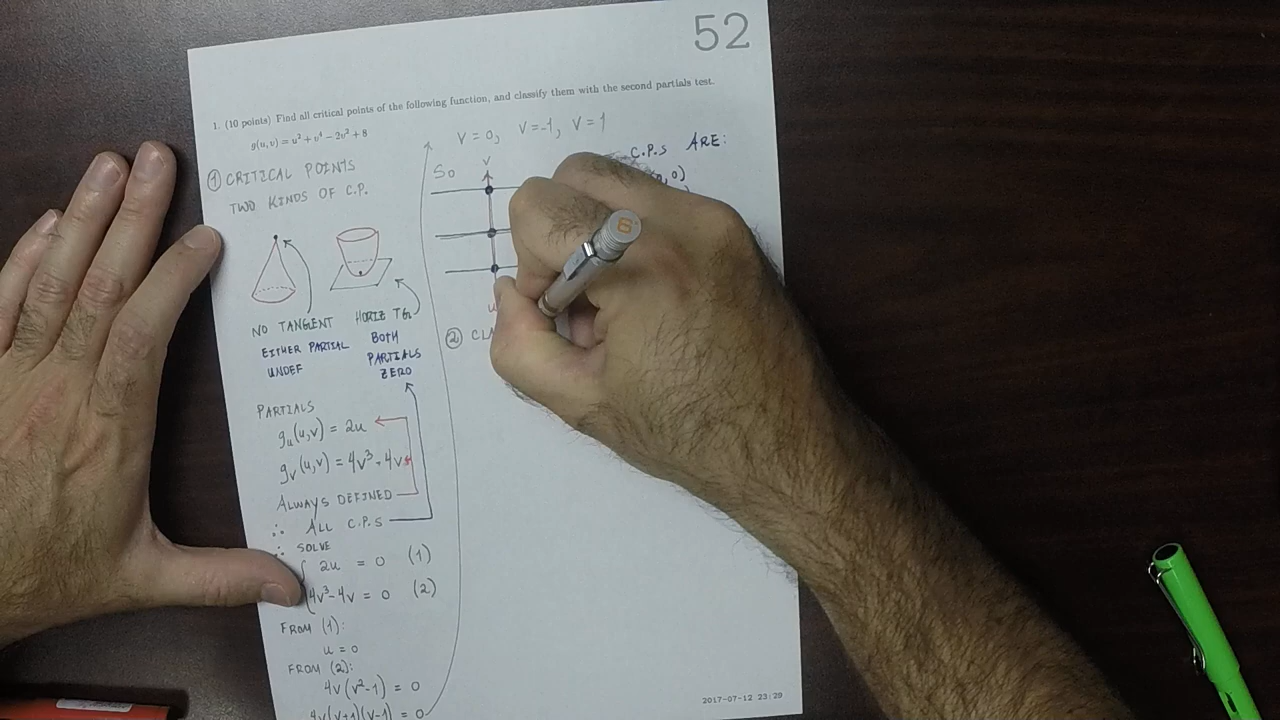 52
1. (10 points) Find all critical points of the following function, and classify them with the second partials test.
g(u, v) = u² + v⁴ − 2v² + 8
① CRITICAL POINTS
TWO KINDS OF C.P.
NO TANGENT
EITHER PARTIAL
UNDEF
HORIZ TG
BOTH
PARTIALS
ZERO
PARTIALS
g_u(u,v) = 2u
g_v(u,v) = 4v³ - 4v
ALWAYS DEFINED
∴ ALL C.P.S
∴ SOLVE
2u = 0 (1)
4v³-4v = 0 (2)
FROM (1):
u = 0
FROM (2):
4v(v²-1) = 0
4v(v+1)(v-1) = 0
V = 0, V = -1, V = 1
So
v
C.P.S ARE:
u
②
2017-07-12 23:29